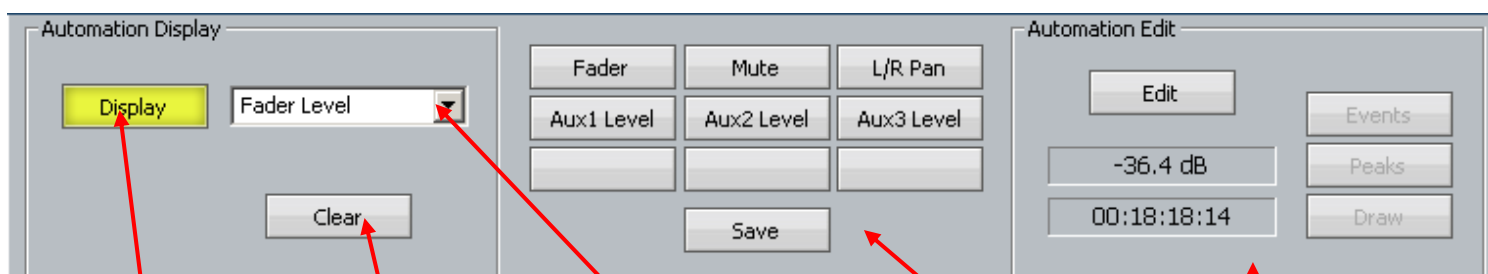 Automation Display
Display
Fader Level
Clear
Fader Mute L/R Pan
Aux1 Level Aux2 Level Aux3 Level
Save
Automation Edit
Edit
-36.4 dB
00:18:18:14
Events
Peaks
Draw